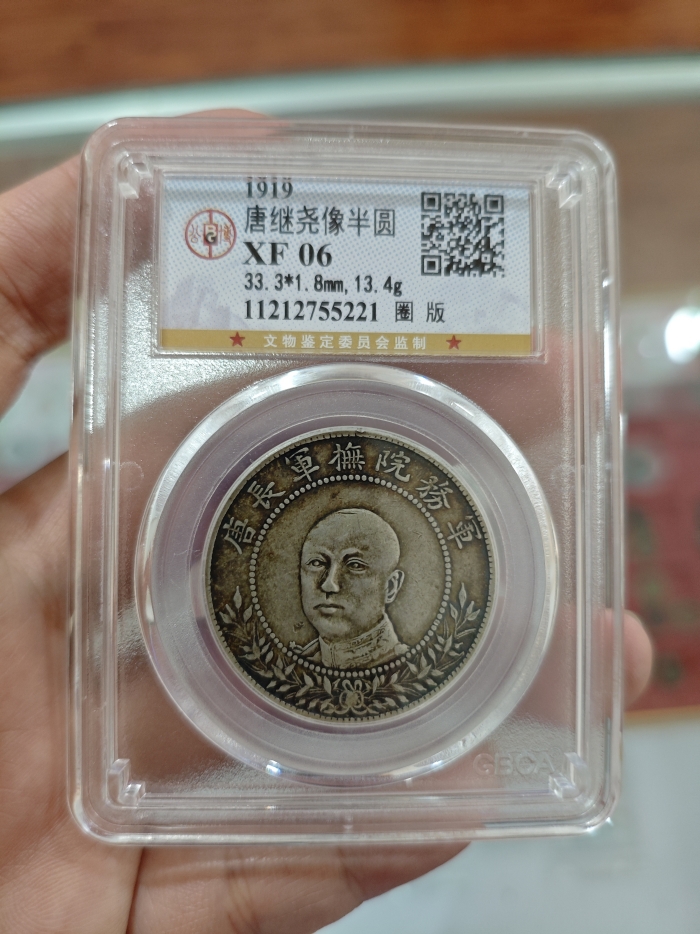 1919
唐继尧像半圆
XF 06
33.3*1.8mm,13.4g
11212755221 圈 版
★ 文物鉴定委员会监制 ★
軍務院撫軍長唐
GBCA